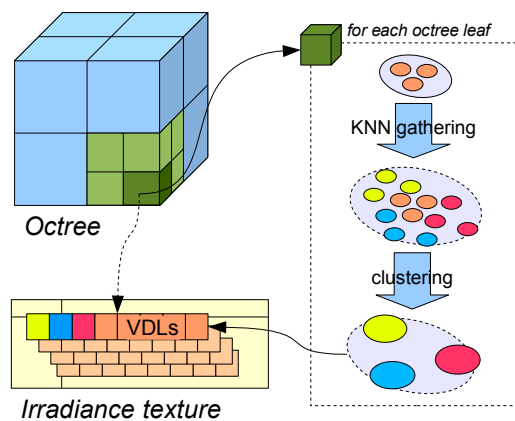 for each octree leaf
KNN gathering
Octree
clustering
VDLs
Irradiance texture